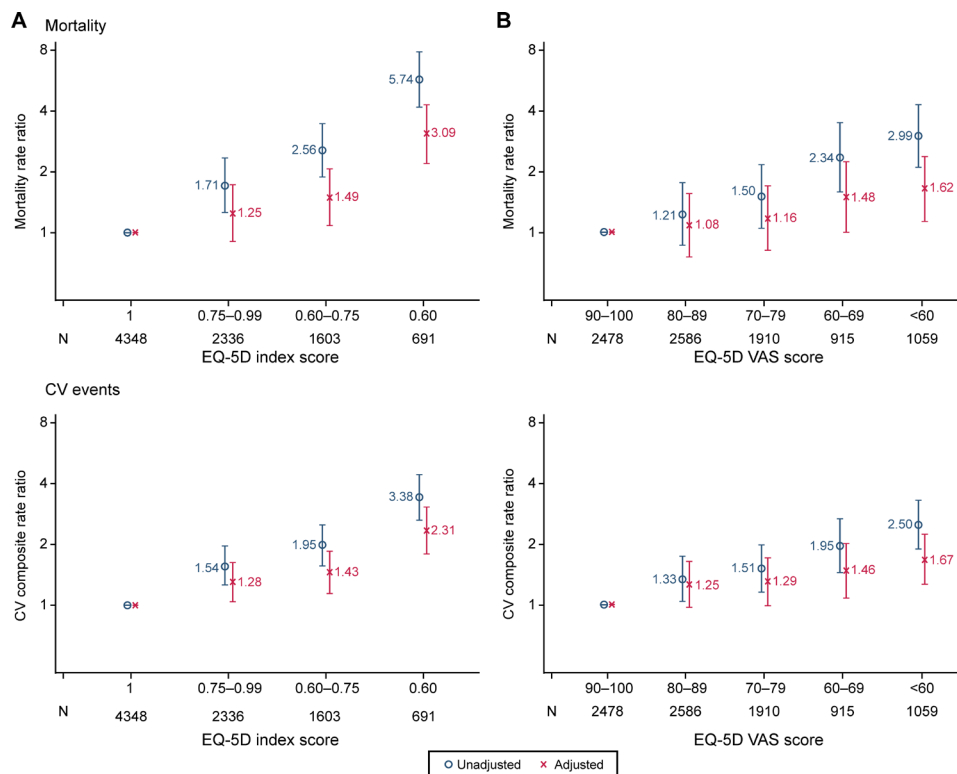 A
Mortality
Mortality rate ratio
8
4
2
1
1.71
1.25
2.56
1.49
5.74
3.09
1 0.75–0.99 0.60–0.75 0.60
N 4348 2336 1603 691
EQ-5D index score
B
Mortality rate ratio
8
4
2
1
1.21
1.08
1.50
1.16
2.34
1.48
2.99
1.62
90–100 80–89 70–79 60–69 <60
N 2478 2586 1910 915 1059
EQ-5D VAS score
CV events
CV composite rate ratio
8
4
2
1
1.54
1.28
1.95
1.43
3.38
2.31
1 0.75–0.99 0.60–0.75 0.60
N 4348 2336 1603 691
EQ-5D index score
CV composite rate ratio
8
4
2
1
1.33
1.25
1.51
1.29
1.95
1.46
2.50
1.67
90–100 80–89 70–79 60–69 <60
N 2478 2586 1910 915 1059
EQ-5D VAS score
Unadjusted Adjusted